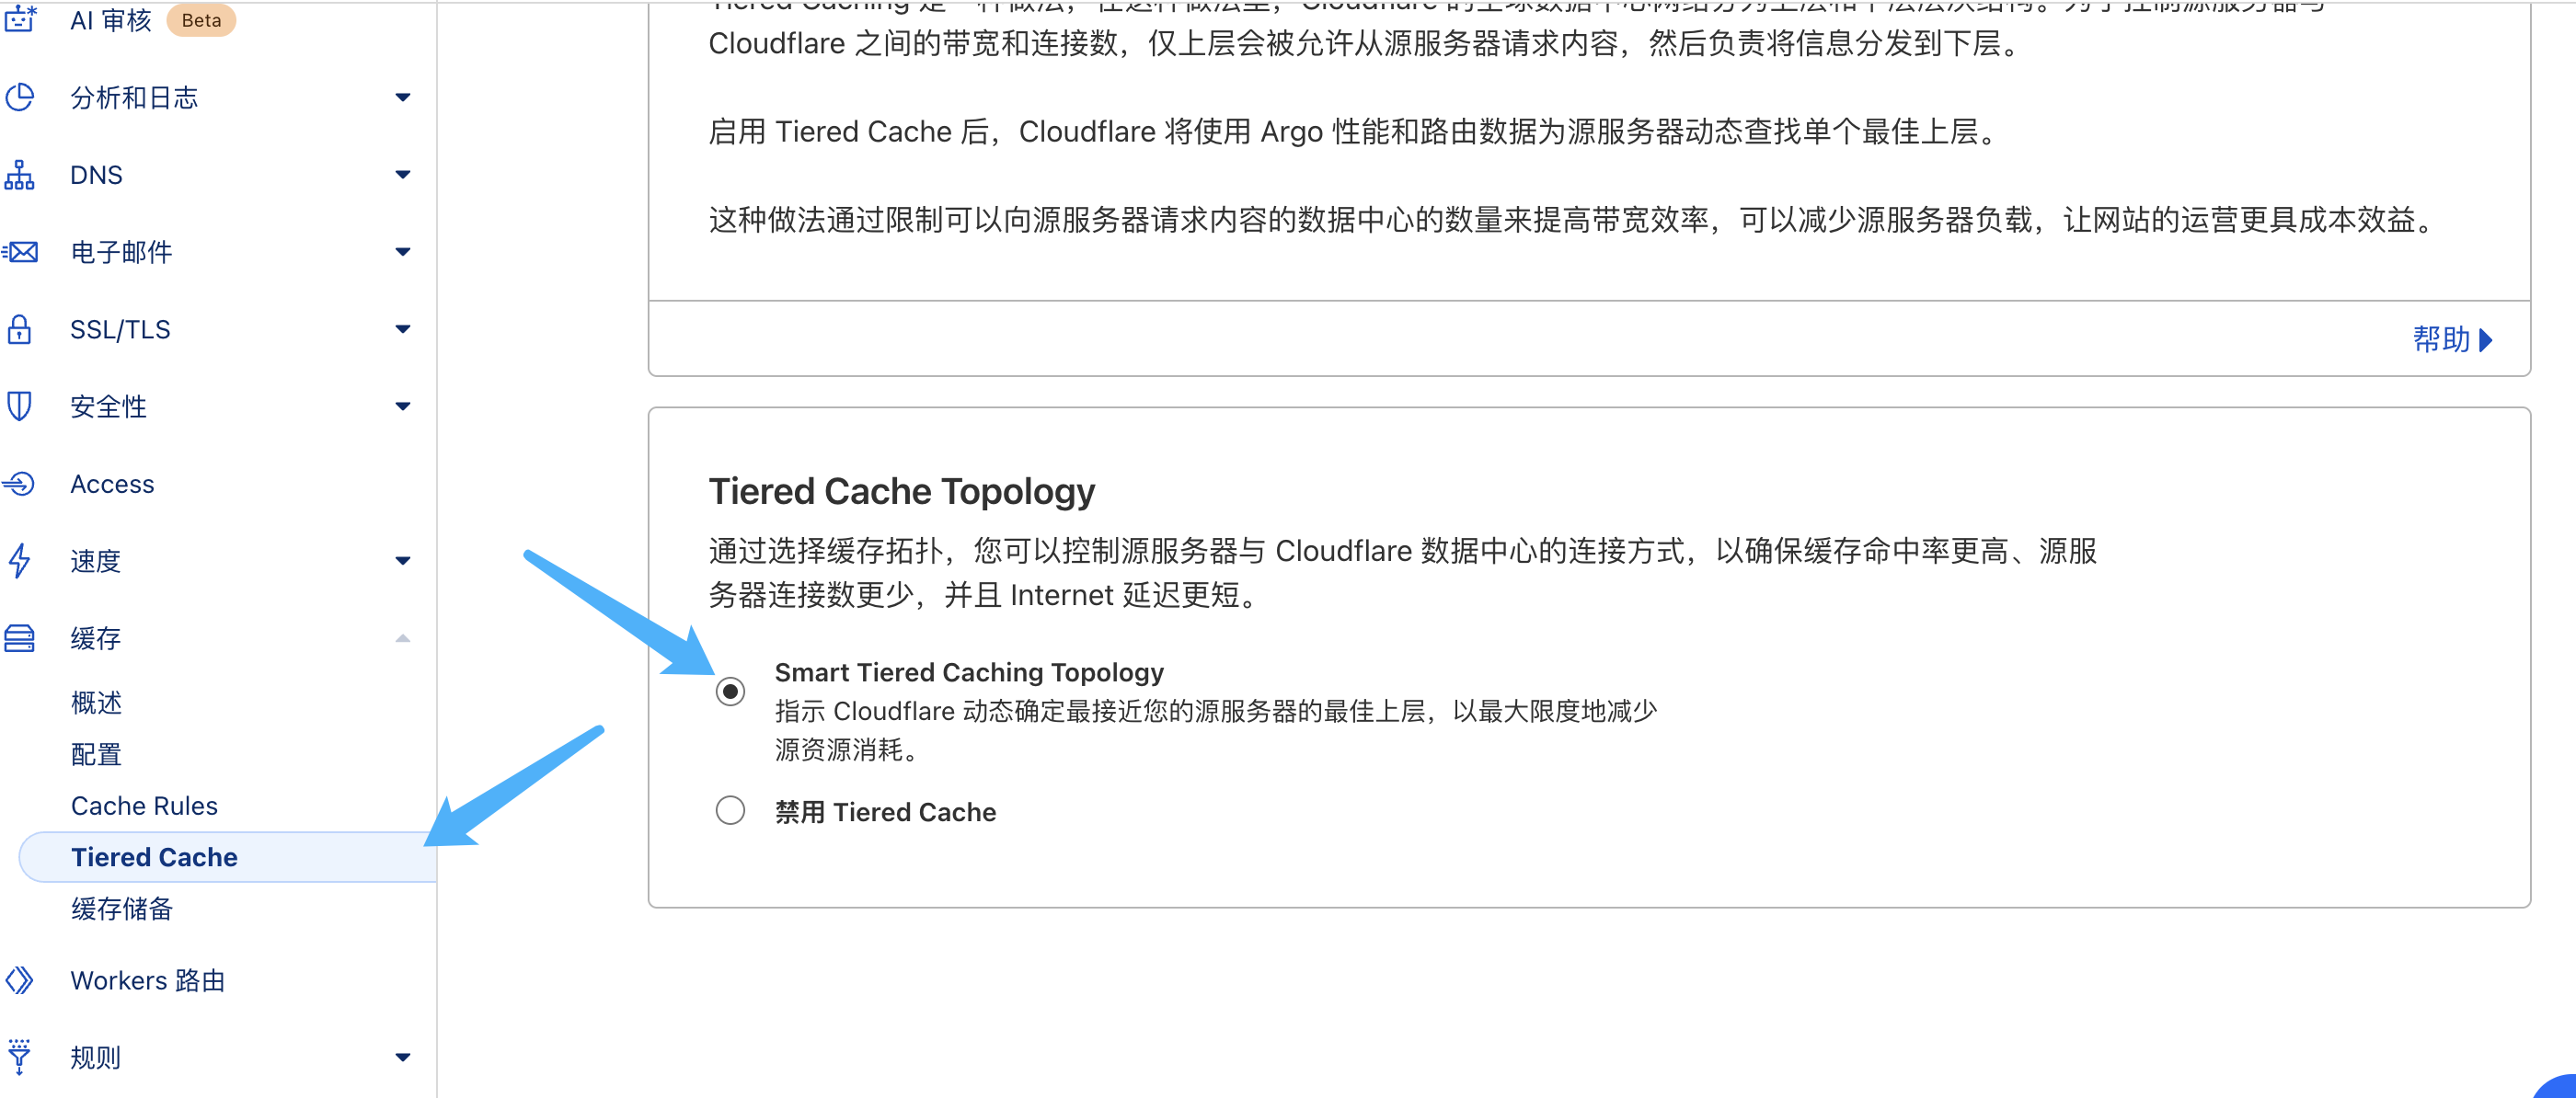 AI 审核 Beta
分析和日志
DNS
电子邮件
SSL/TLS
安全性
Access
速度
缓存
概述
配置
Cache Rules
Tiered Cache
缓存储备
Workers 路由
规则
Cloudflare 之间的带宽和连接数，仅上层会被允许从源服务器请求内容，然后负责将信息分发到下层。
启用 Tiered Cache 后，Cloudflare 将使用 Argo 性能和路由数据为源服务器动态查找单个最佳上层。
这种做法通过限制可以向源服务器请求内容的数据中心的数量来提高带宽效率，可以减少源服务器负载，让网站的运营更具成本效益。
帮助
Tiered Cache Topology
通过选择缓存拓扑，您可以控制源服务器与 Cloudflare 数据中心的连接方式，以确保缓存命中率更高、源服
务器连接数更少，并且 Internet 延迟更短。
Smart Tiered Caching Topology
指示 Cloudflare 动态确定最接近您的源服务器的最佳上层，以最大限度地减少
源资源消耗。
禁用 Tiered Cache